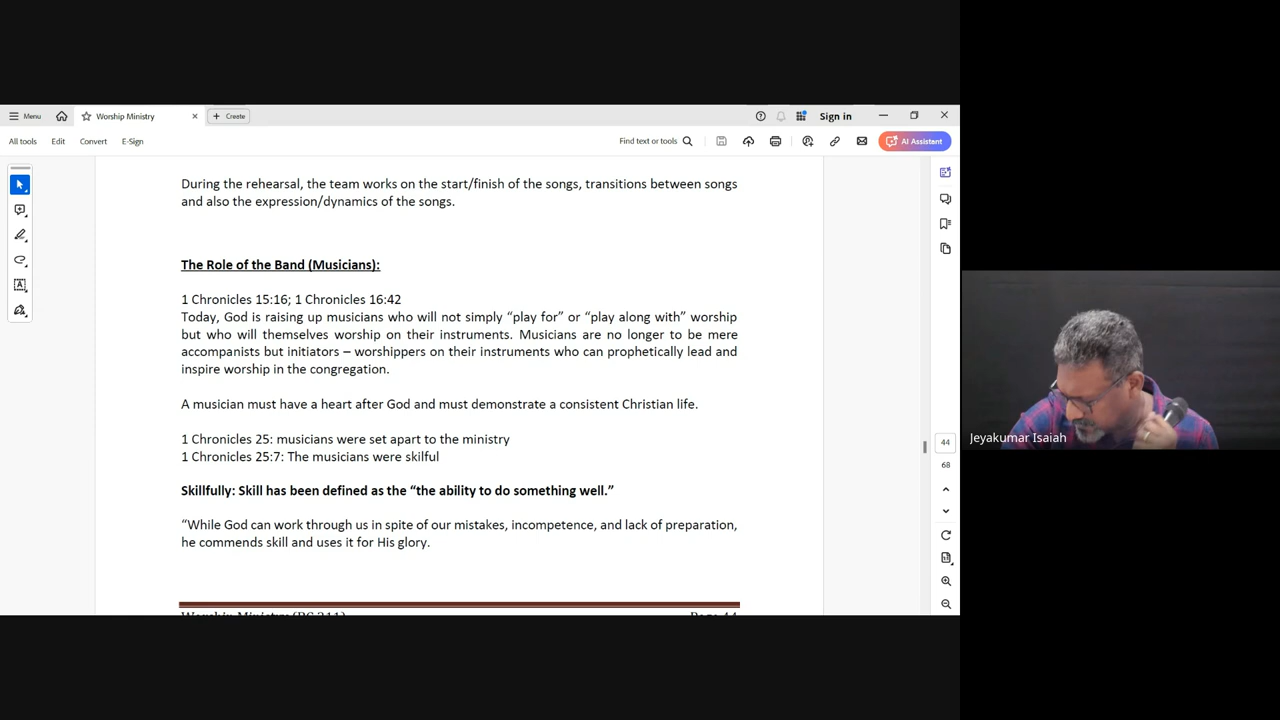 Menu
Worship Ministry
Create
Sign in
All tools
Edit
Convert
E-Sign
Find text or tools
AI Assistant
During the rehearsal, the team works on the start/finish of the songs, transitions between songs
and also the expression/dynamics of the songs.
The Role of the Band (Musicians):
1 Chronicles 15:16; 1 Chronicles 16:42
Today, God is raising up musicians who will not simply “play for” or “play along with” worship
but who will themselves worship on their instruments. Musicians are no longer to be mere
accompanists but initiators – worshippers on their instruments who can prophetically lead and
inspire worship in the congregation.
A musician must have a heart after God and must demonstrate a consistent Christian life.
1 Chronicles 25: musicians were set apart to the ministry
1 Chronicles 25:7: The musicians were skilful
Skillfully: Skill has been defined as the “the ability to do something well.”
“While God can work through us in spite of our mistakes, incompetence, and lack of preparation,
he commends skill and uses it for His glory.
Worship Ministry (BC 211) Page 44
44
68
Jeyakumar Isaiah